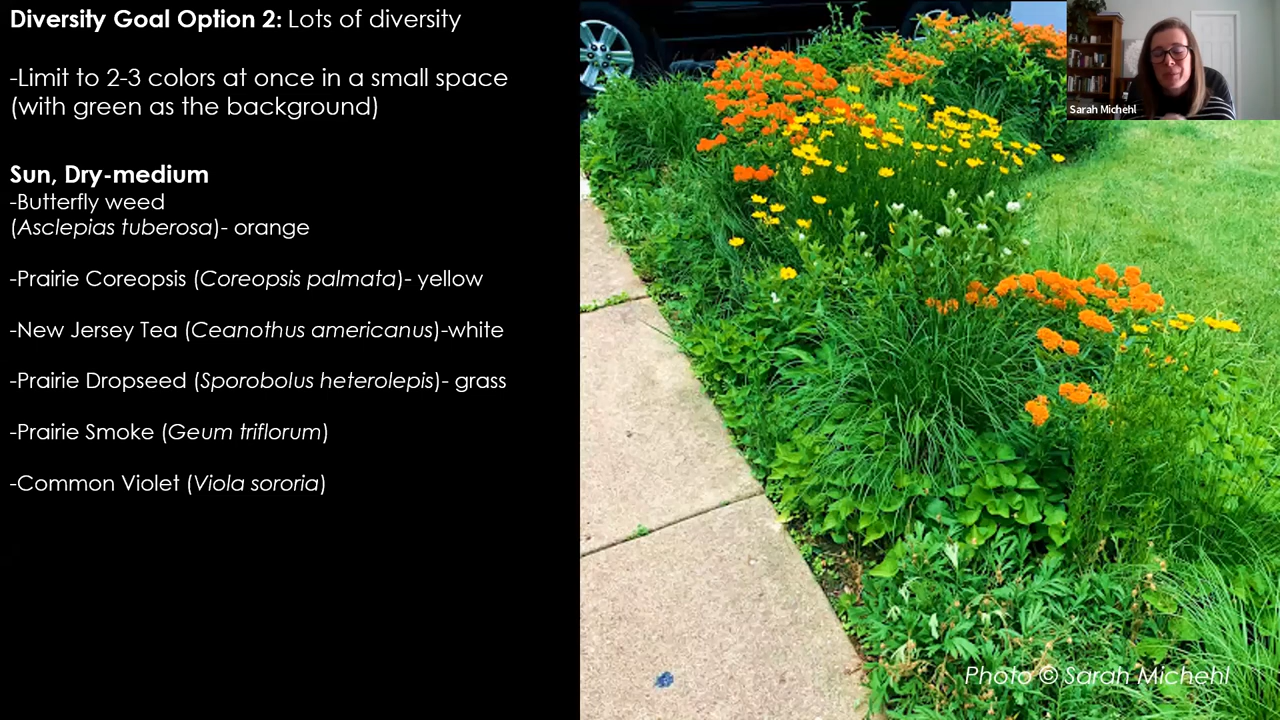 Diversity Goal Option 2: Lots of diversity
-Limit to 2-3 colors at once in a small space
(with green as the background)
Sun, Dry-medium
-Butterfly weed
(Asclepias tuberosa)- orange
-Prairie Coreopsis (Coreopsis palmata)- yellow
-New Jersey Tea (Ceanothus americanus)-white
-Prairie Dropseed (Sporobolus heterolepis)- grass
-Prairie Smoke (Geum triflorum)
-Common Violet (Viola sororia)
Sarah Michehl
Photo © Sarah Michehl